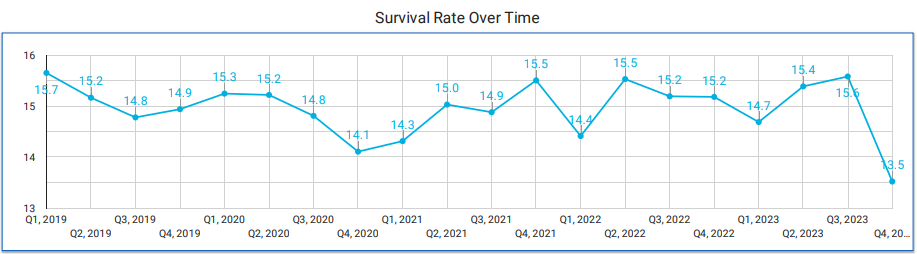 Survival Rate Over Time
16
15
14
13
15.7
15.2
14.8
14.9
15.3
15.2
14.8
14.1
14.3
15.0
14.9
15.5
14.4
15.5
15.2
15.2
14.7
15.4
15.6
13.5
Q1, 2019
Q2, 2019
Q3, 2019
Q4, 2019
Q1, 2020
Q2, 2020
Q3, 2020
Q4, 2020
Q1, 2021
Q2, 2021
Q3, 2021
Q4, 2021
Q1, 2022
Q2, 2022
Q3, 2022
Q4, 2022
Q1, 2023
Q2, 2023
Q3, 2023
Q4, 20...